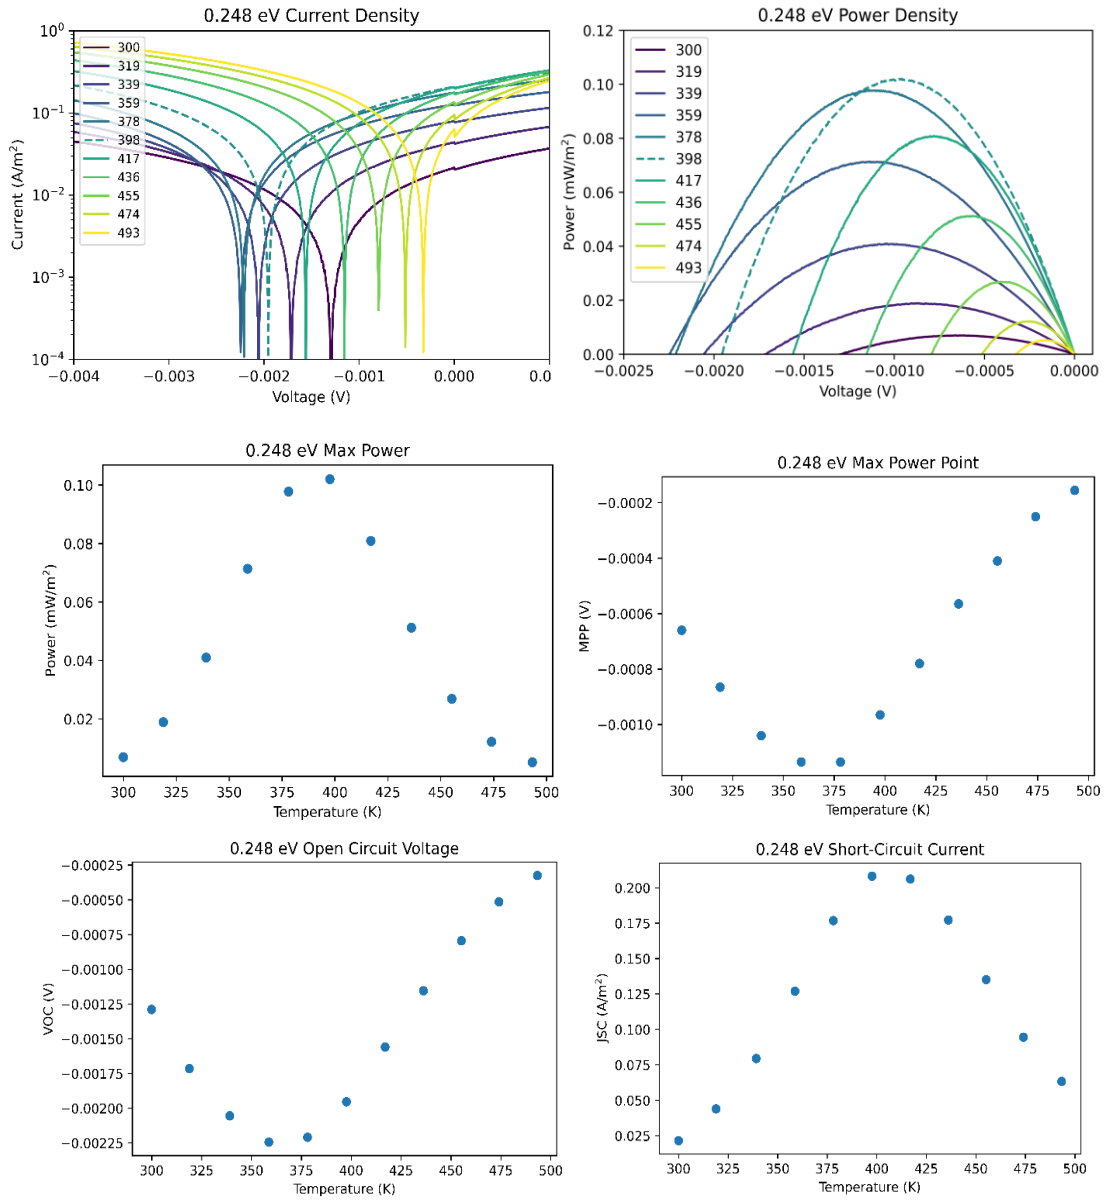 0.248 eV Current Density
10⁰
10⁻¹
10⁻²
10⁻³
10⁻⁴
Current (A/m²)
300
319
339
359
378
398
417
436
455
474
493
−0.004 −0.003 −0.002 −0.001 0.000 0.0
Voltage (V)
0.248 eV Power Density
0.12
0.10
0.08
0.06
0.04
0.02
0.00
Power (mW/m²)
300
319
339
359
378
398
417
436
455
474
493
−0.0025 −0.0020 −0.0015 −0.0010 −0.0005 0.0000
Voltage (V)
0.248 eV Max Power
0.10
0.08
0.06
0.04
0.02
Power (mW/m²)
300 325 350 375 400 425 450 475 500
Temperature (K)
0.248 eV Max Power Point
−0.0002
−0.0004
−0.0006
−0.0008
−0.0010
MPP (V)
300 325 350 375 400 425 450 475 500
Temperature (K)
0.248 eV Open Circuit Voltage
−0.00025
−0.00050
−0.00075
−0.00100
−0.00125
−0.00150
−0.00175
−0.00200
−0.00225
VOC (V)
300 325 350 375 400 425 450 475 500
Temperature (K)
0.248 eV Short-Circuit Current
0.200
0.175
0.150
0.125
0.100
0.075
0.050
0.025
JSC (A/m²)
300 325 350 375 400 425 450 475 500
Temperature (K)